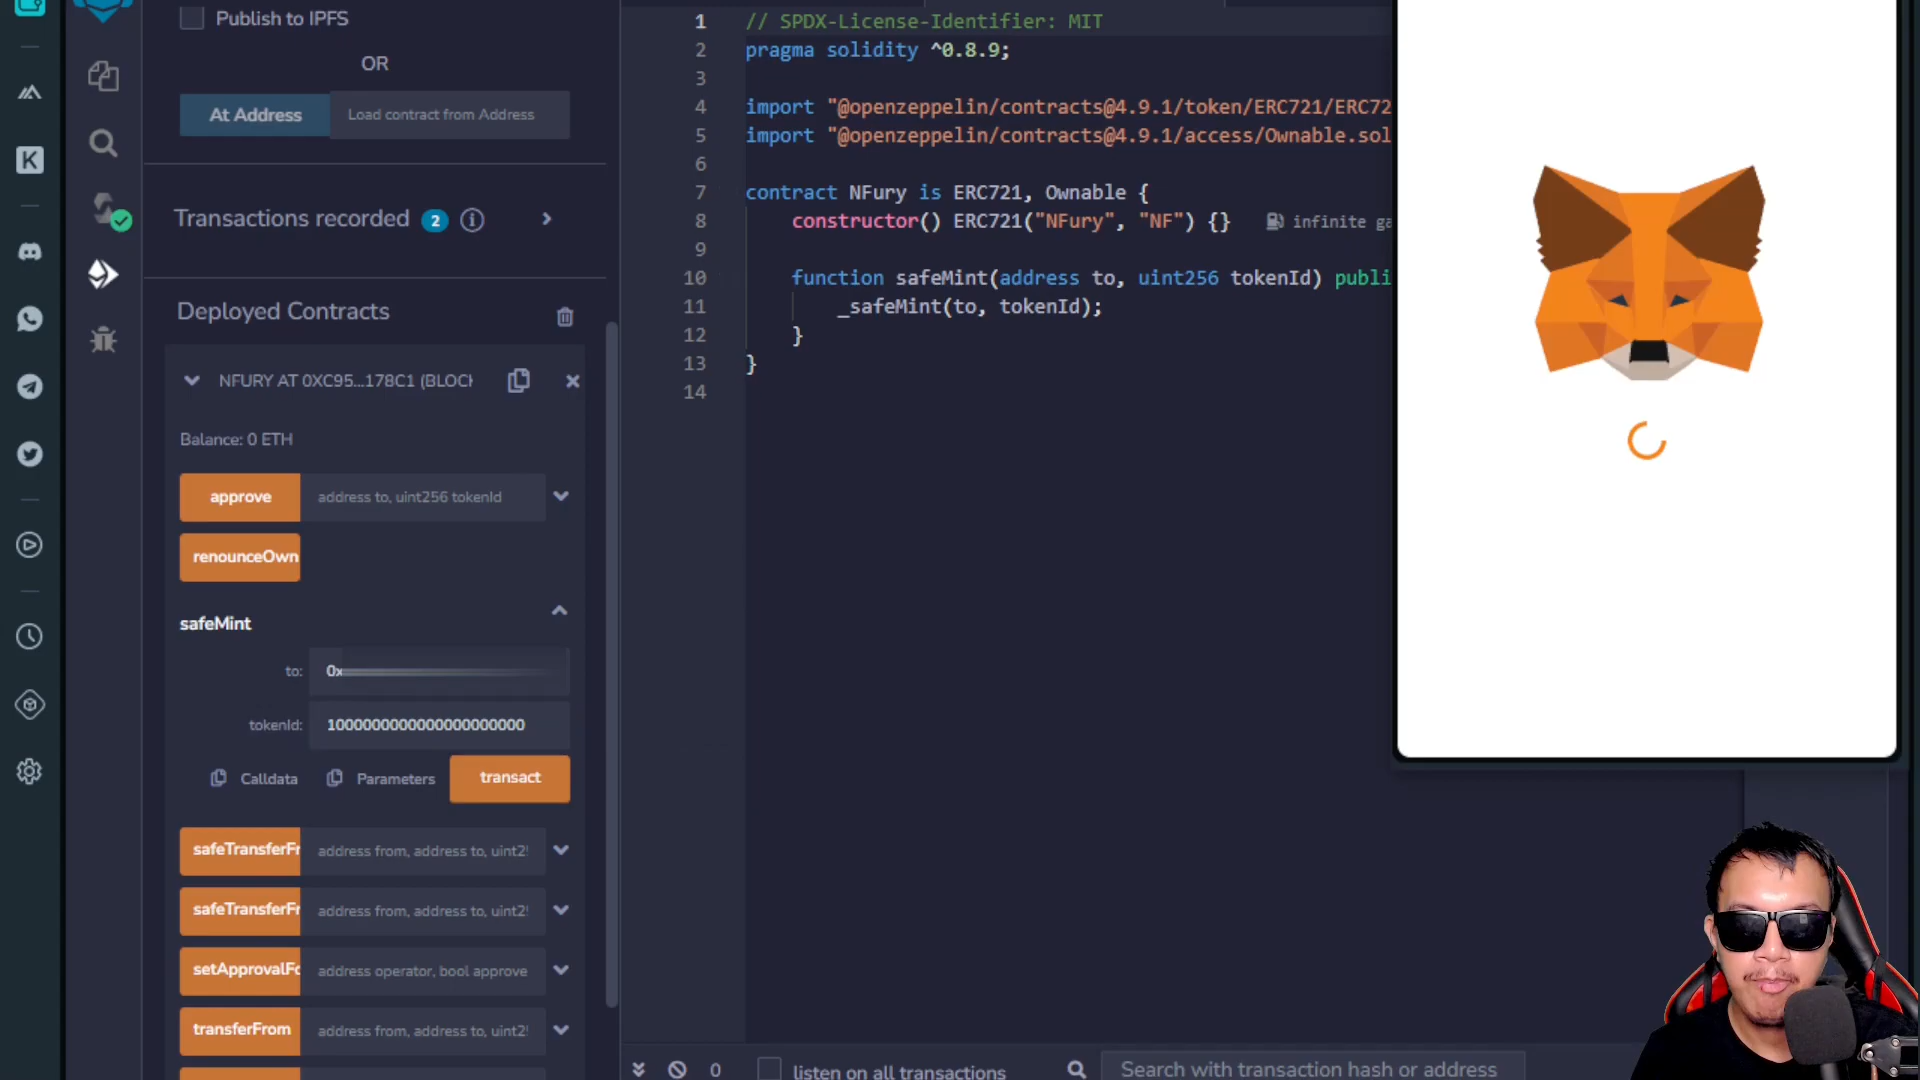 Publish to IPFS
OR
At Address
Load contract from Address
Transactions recorded 2 i
Deployed Contracts
NFURY AT 0XC95...178C1 (BLOCK
Balance: 0 ETH
approve
address to, uint256 tokenId
renounceOwn
safeMint
to:
0x
tokenId:
Calldata
Parameters
transact
safeTransferFr
address from, address to, uint2
safeTransferFr
address from, address to, uint2
setApprovalFo
address operator, bool approve
transferFrom
address from, address to, uint2
K
1 // SPDX-License-Identifier: MIT
2 pragma solidity ^0.8.9;
3
4 import "@openzeppelin/contracts@4.9.1/token/ERC721/ERC72
5 import "@openzeppelin/contracts@4.9.1/access/Ownable.sol
6
7 contract NFury is ERC721, Ownable {
8 constructor() ERC721("NFury", "NF") {} infinite ga
9
10 function safeMint(address to, uint256 tokenId) publi
11 _safeMint(to, tokenId);
12 }
13 }
14
0
listen on all transactions
Search with transaction hash or address